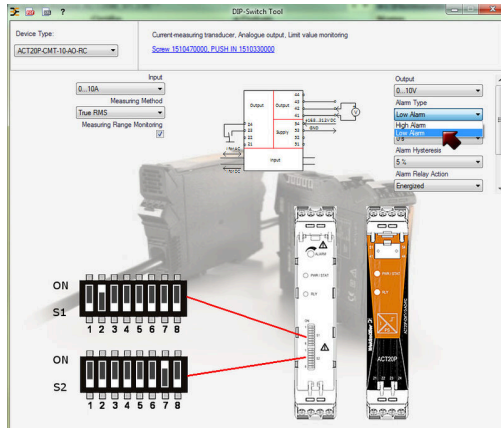 DIP-Switch Tool
Device Type:
ACT20P-CMT-10-AO-RC
Current-measuring transducer, Analogue output, Limit value monitoring
Screw 1510470000, PUSH IN 1510330000
Input
0...10A
Measuring Method
True RMS
Measuring Range Monitoring
Output
Output
Supply
Input
GND
Output
0...10V
Alarm Type
Low Alarm
High Alarm
Low Alarm
Alarm Hysteresis
5 %
Alarm Relay Action
Energized
ALARM
PWR / STAT
RLY
PWR / STAT
RLY
ACT20P
ON
S1
1 2 3 4 5 6 7 8
ON
S2
1 2 3 4 5 6 7 8